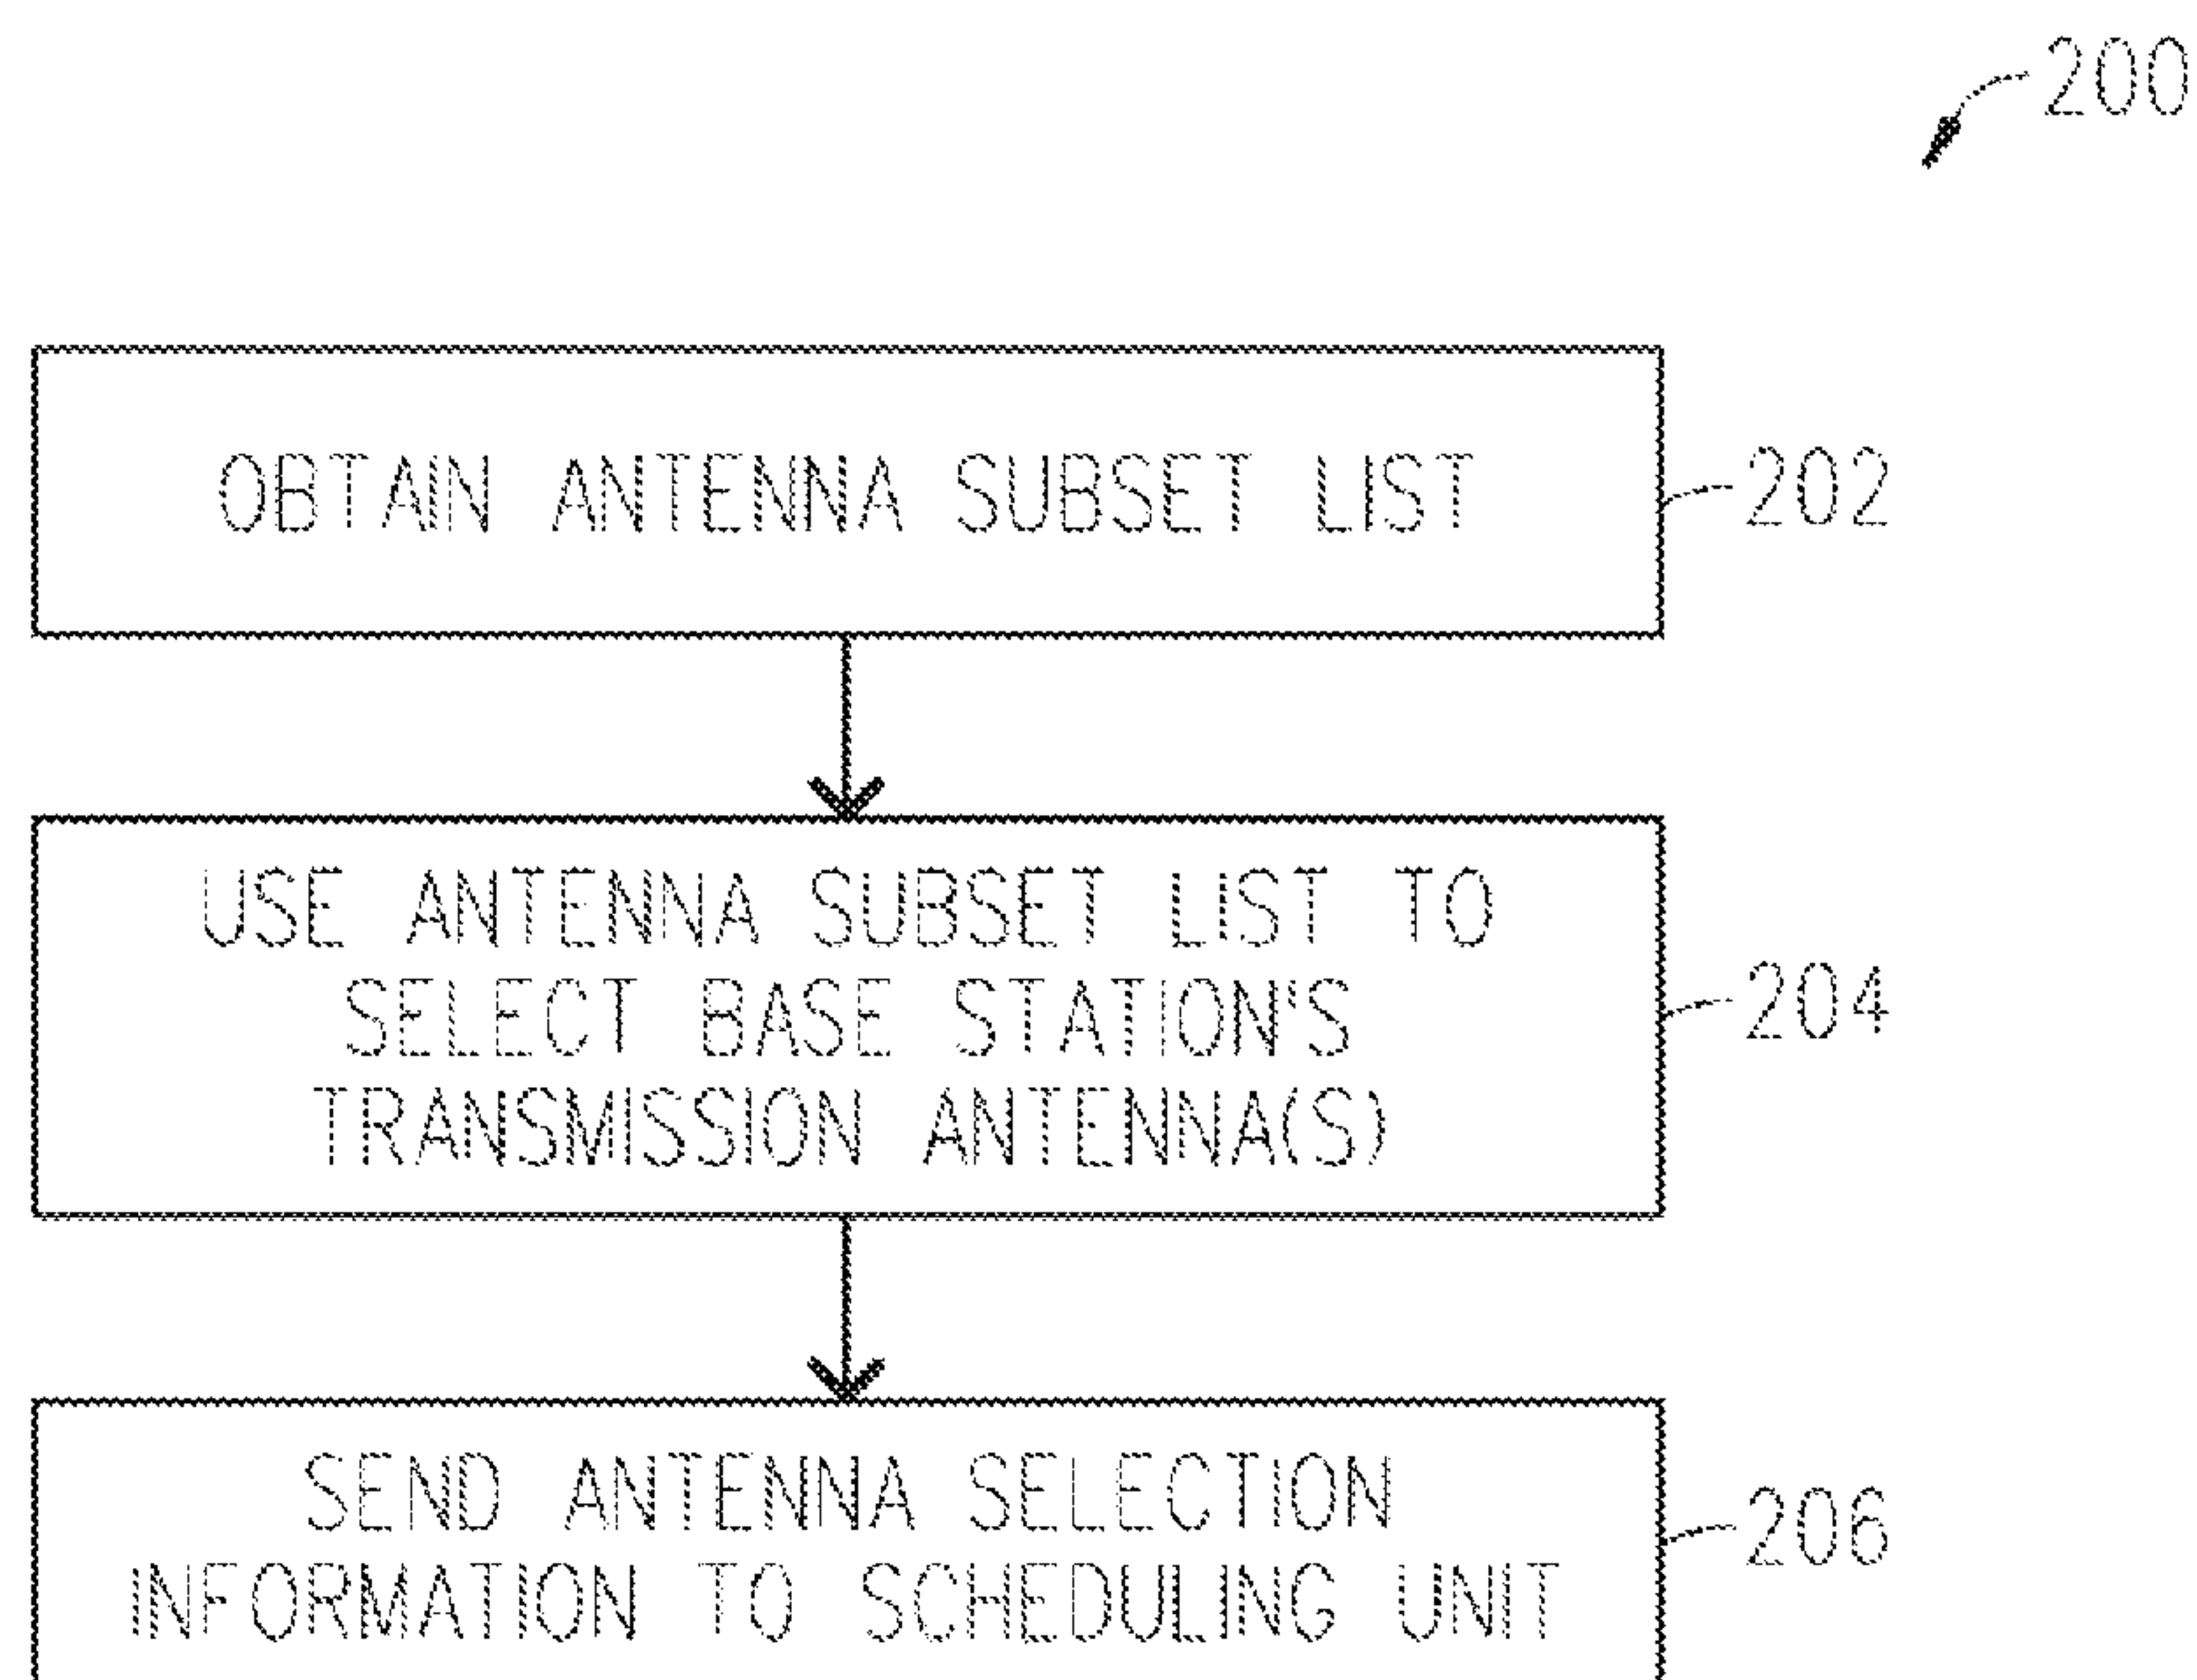 200
OBTAIN ANTENNA SUBSET LIST
202
USE ANTENNA SUBSET LIST TO
SELECT BASE STATION'S
TRANSMISSION ANTENNA(S)
204
SEND ANTENNA SELECTION
INFORMATION TO SCHEDULING UNIT
206